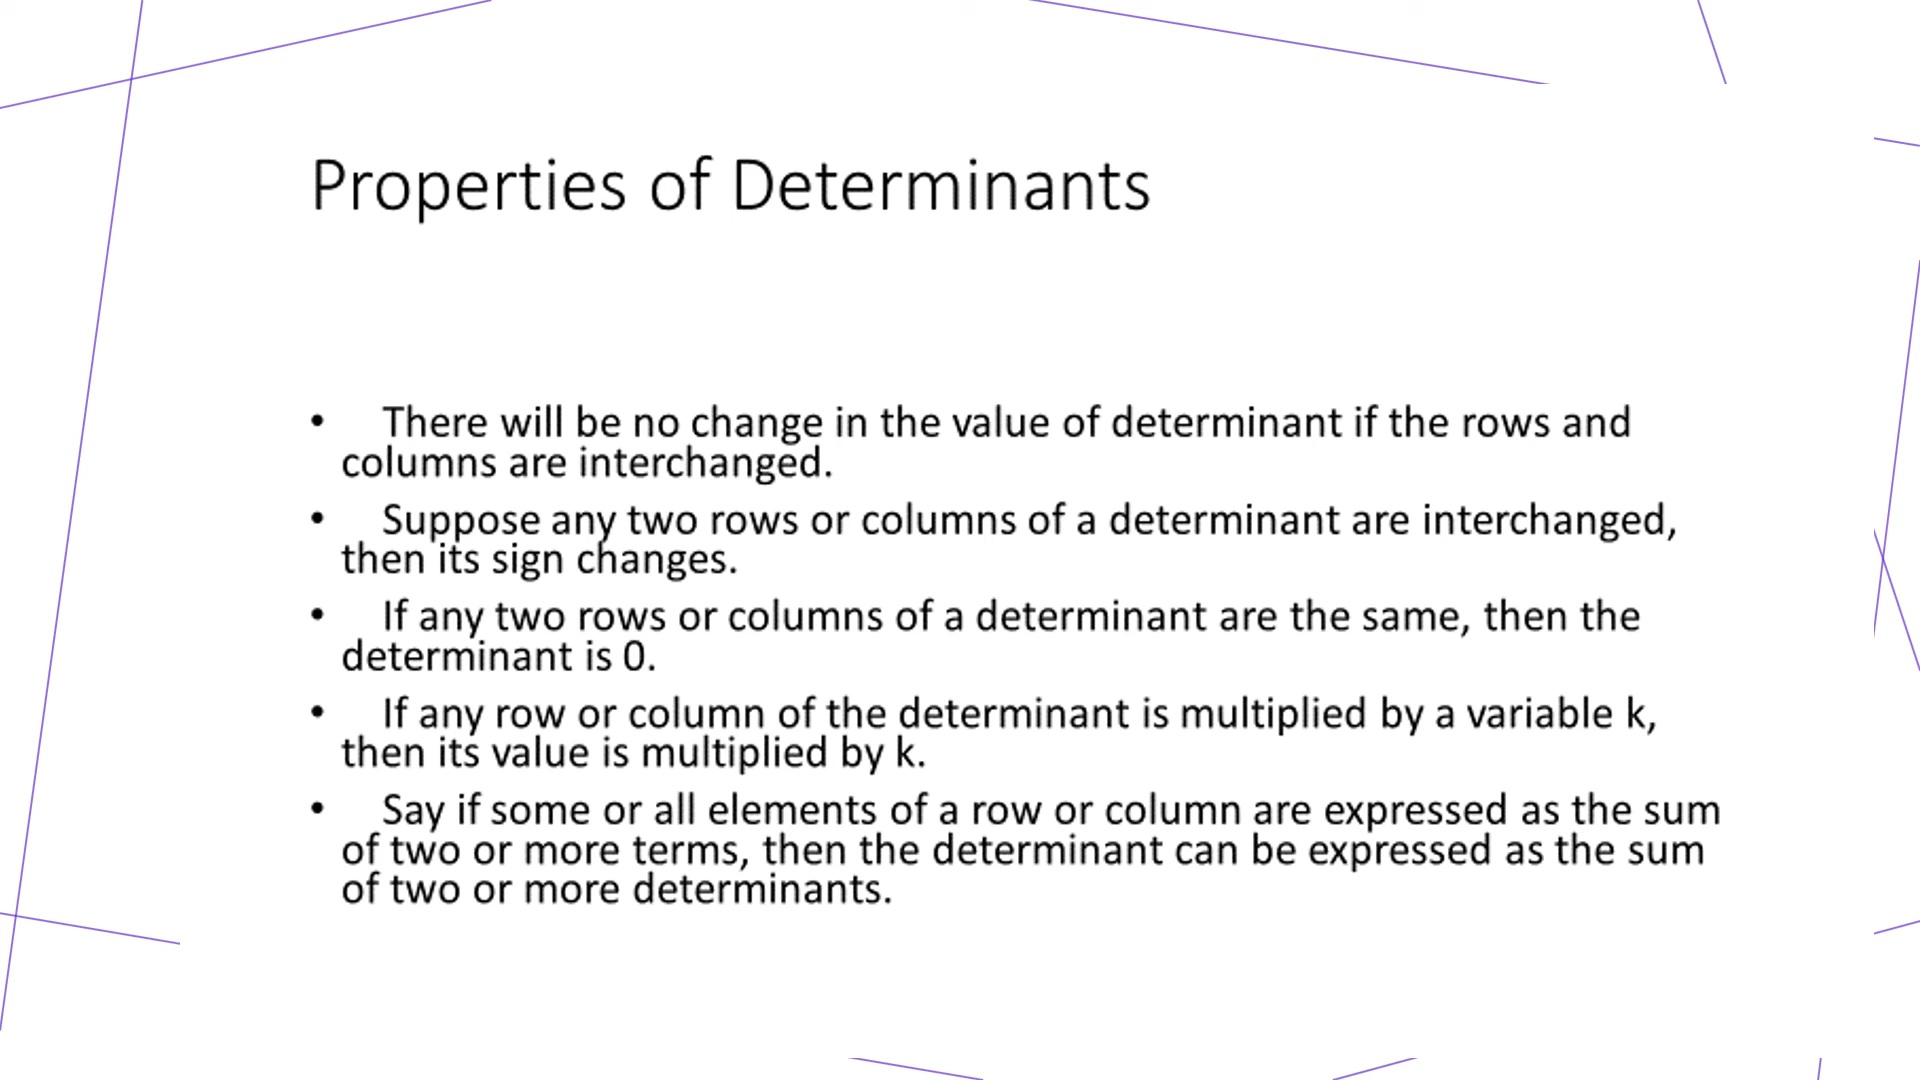 Properties of Determinants
• There will be no change in the value of determinant if the rows and
columns are interchanged.
• Suppose any two rows or columns of a determinant are interchanged,
then its sign changes.
• If any two rows or columns of a determinant are the same, then the
determinant is 0.
• If any row or column of the determinant is multiplied by a variable k,
then its value is multiplied by k.
• Say if some or all elements of a row or column are expressed as the sum
of two or more terms, then the determinant can be expressed as the sum
of two or more determinants.